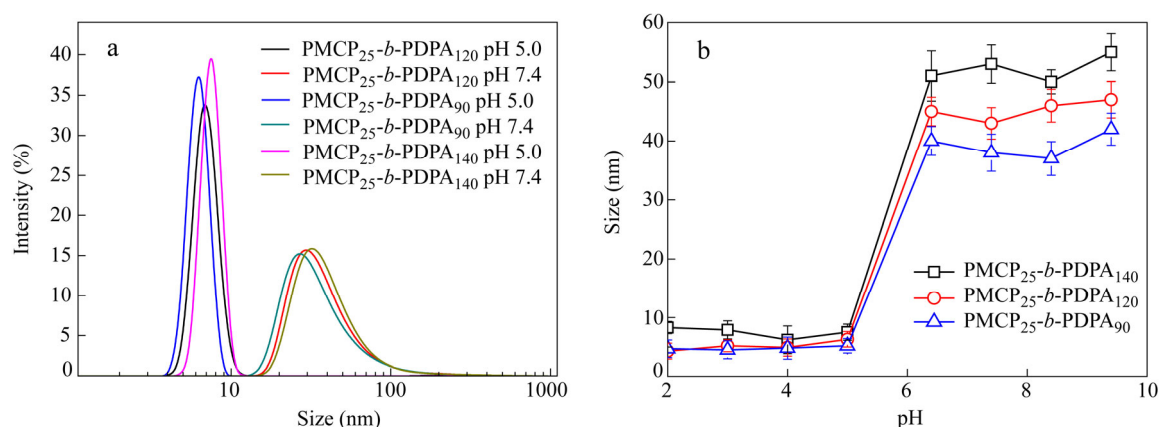 a
PMCP25-b-PDPA120 pH 5.0
PMCP25-b-PDPA120 pH 7.4
PMCP25-b-PDPA90 pH 5.0
PMCP25-b-PDPA90 pH 7.4
PMCP25-b-PDPA140 pH 5.0
PMCP25-b-PDPA140 pH 7.4
Intensity (%)
40
35
30
25
20
15
10
5
0
10
100
1000
Size (nm)
b
Size (nm)
60
50
40
30
20
10
0
PMCP25-b-PDPA140
PMCP25-b-PDPA120
PMCP25-b-PDPA90
2
4
6
8
10
pH